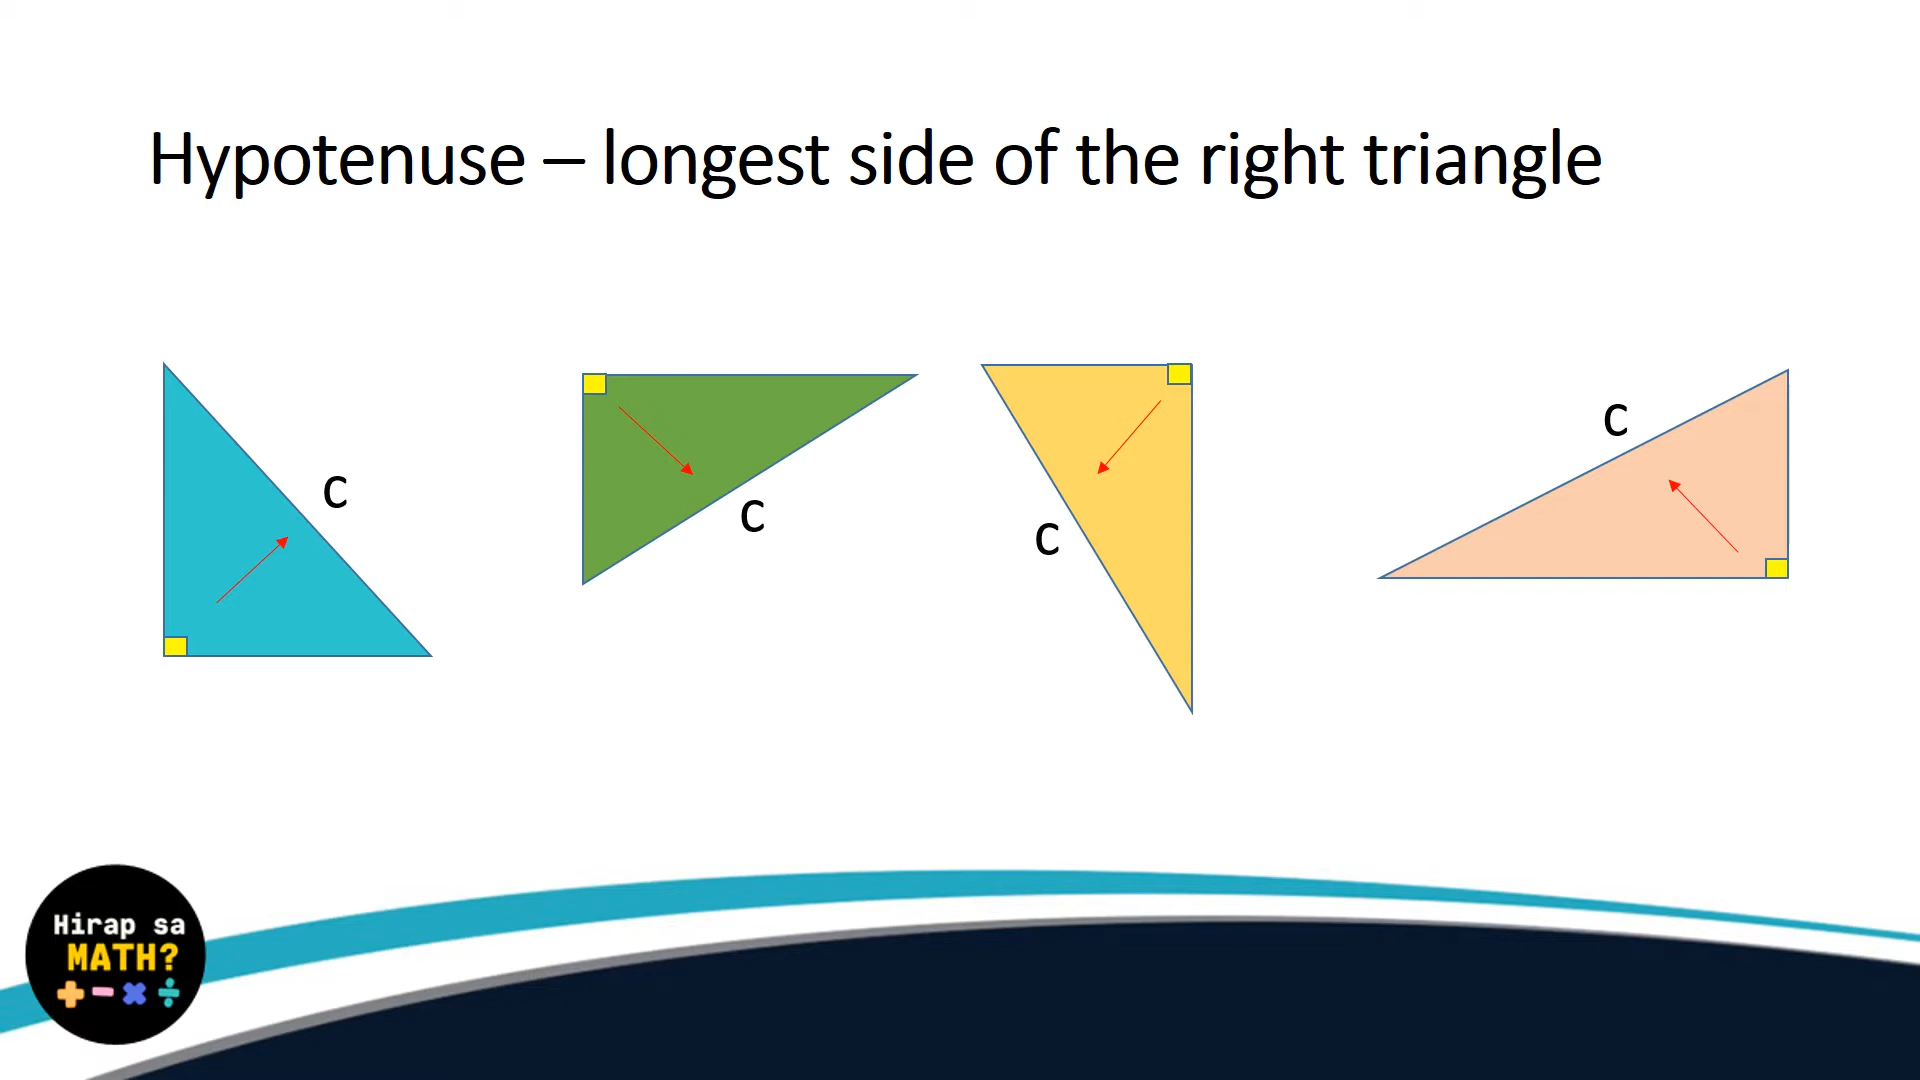 Hypotenuse – longest side of the right triangle
c
c
c
c
Hirap sa
MATH?